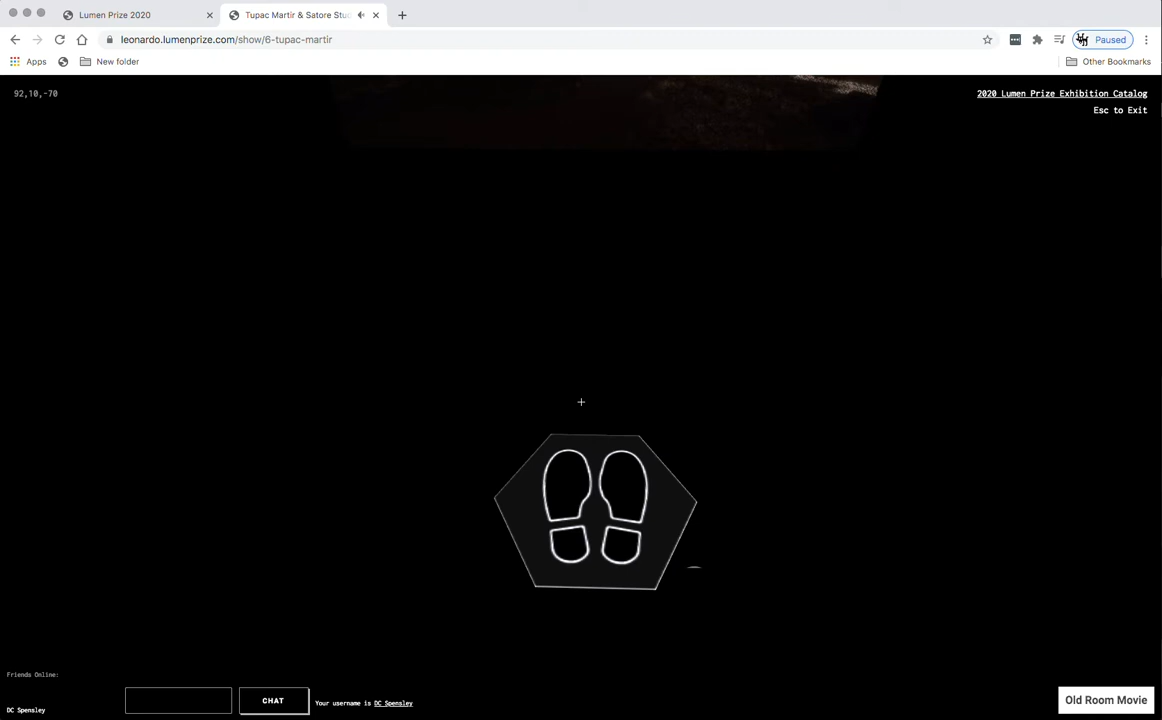 Lumen Prize 2020
Tupac Martir & Satore Stu
leonardo.lumenprize.com/show/6-tupac-martir
Paused
Apps
New folder
Other Bookmarks
92,10,-70
2020 Lumen Prize Exhibition Catalog
Esc to Exit
Friends Online:
DC Spensley
CHAT
Your username is DC Spensley
Old Room Movie